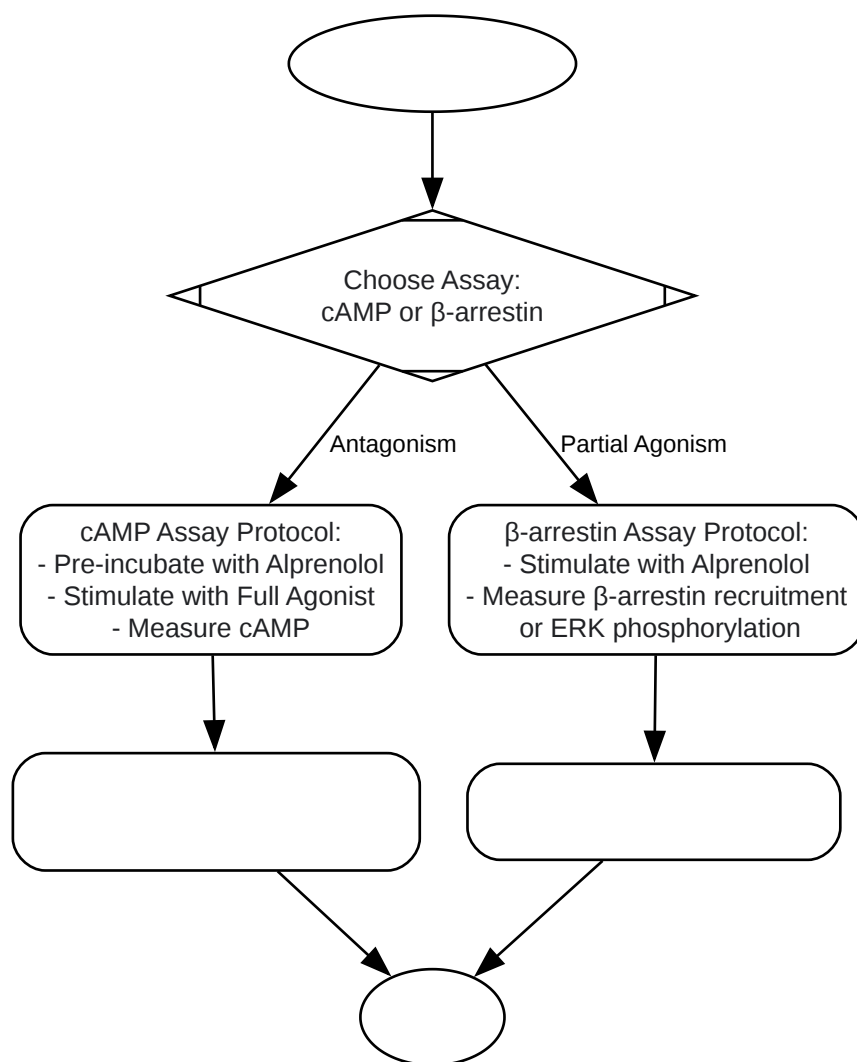 Choose Assay:
cAMP or β-arrestin
Antagonism
Partial Agonism
cAMP Assay Protocol:
- Pre-incubate with Alprenolol
- Stimulate with Full Agonist
- Measure cAMP
β-arrestin Assay Protocol:
- Stimulate with Alprenolol
- Measure β-arrestin recruitment
or ERK phosphorylation